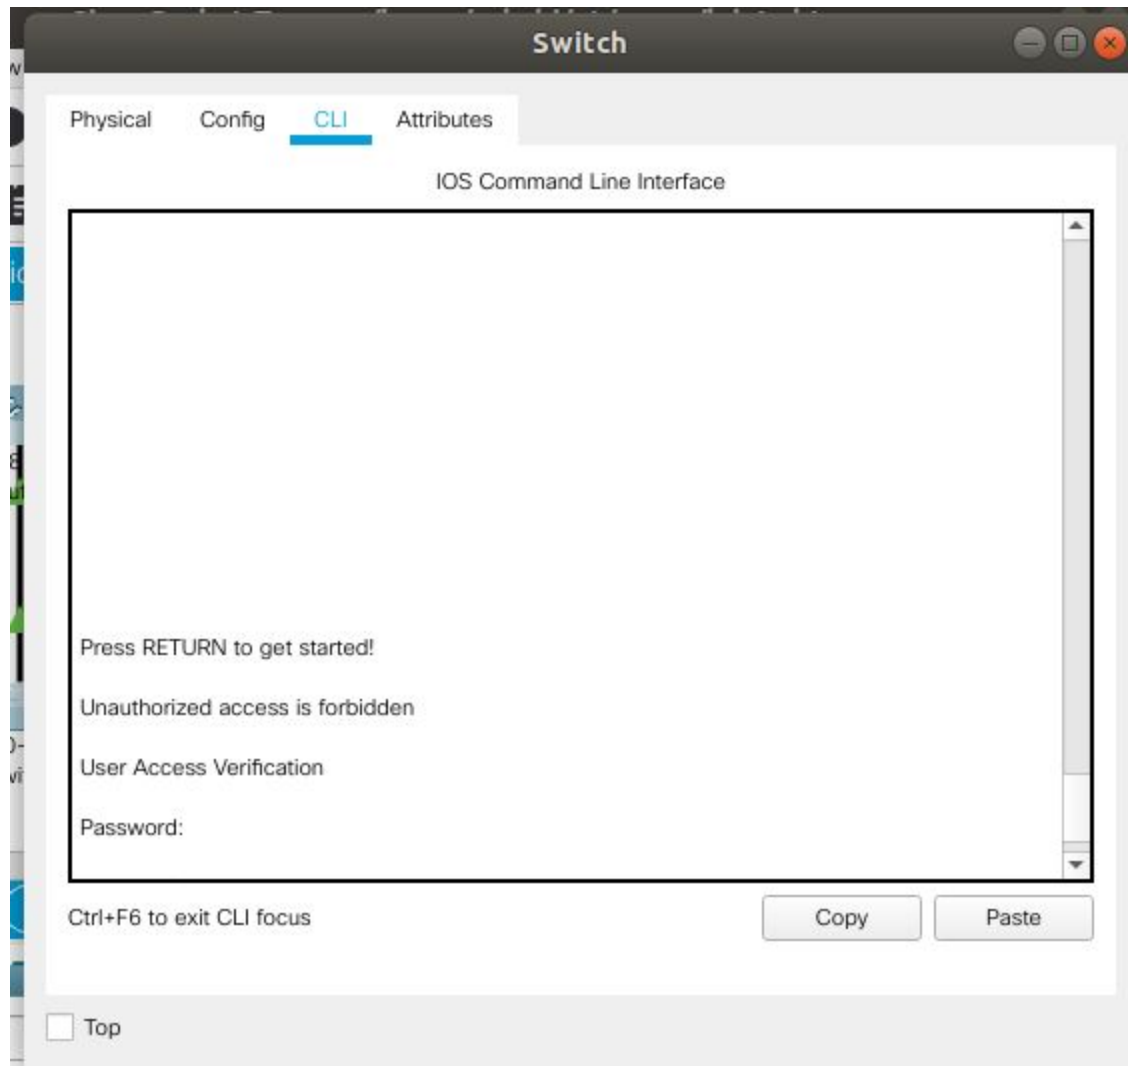 Switch
Physical Config CLI Attributes
IOS Command Line Interface
Press RETURN to get started!
Unauthorized access is forbidden
User Access Verification
Password:
Ctrl+F6 to exit CLI focus Copy Paste
Top